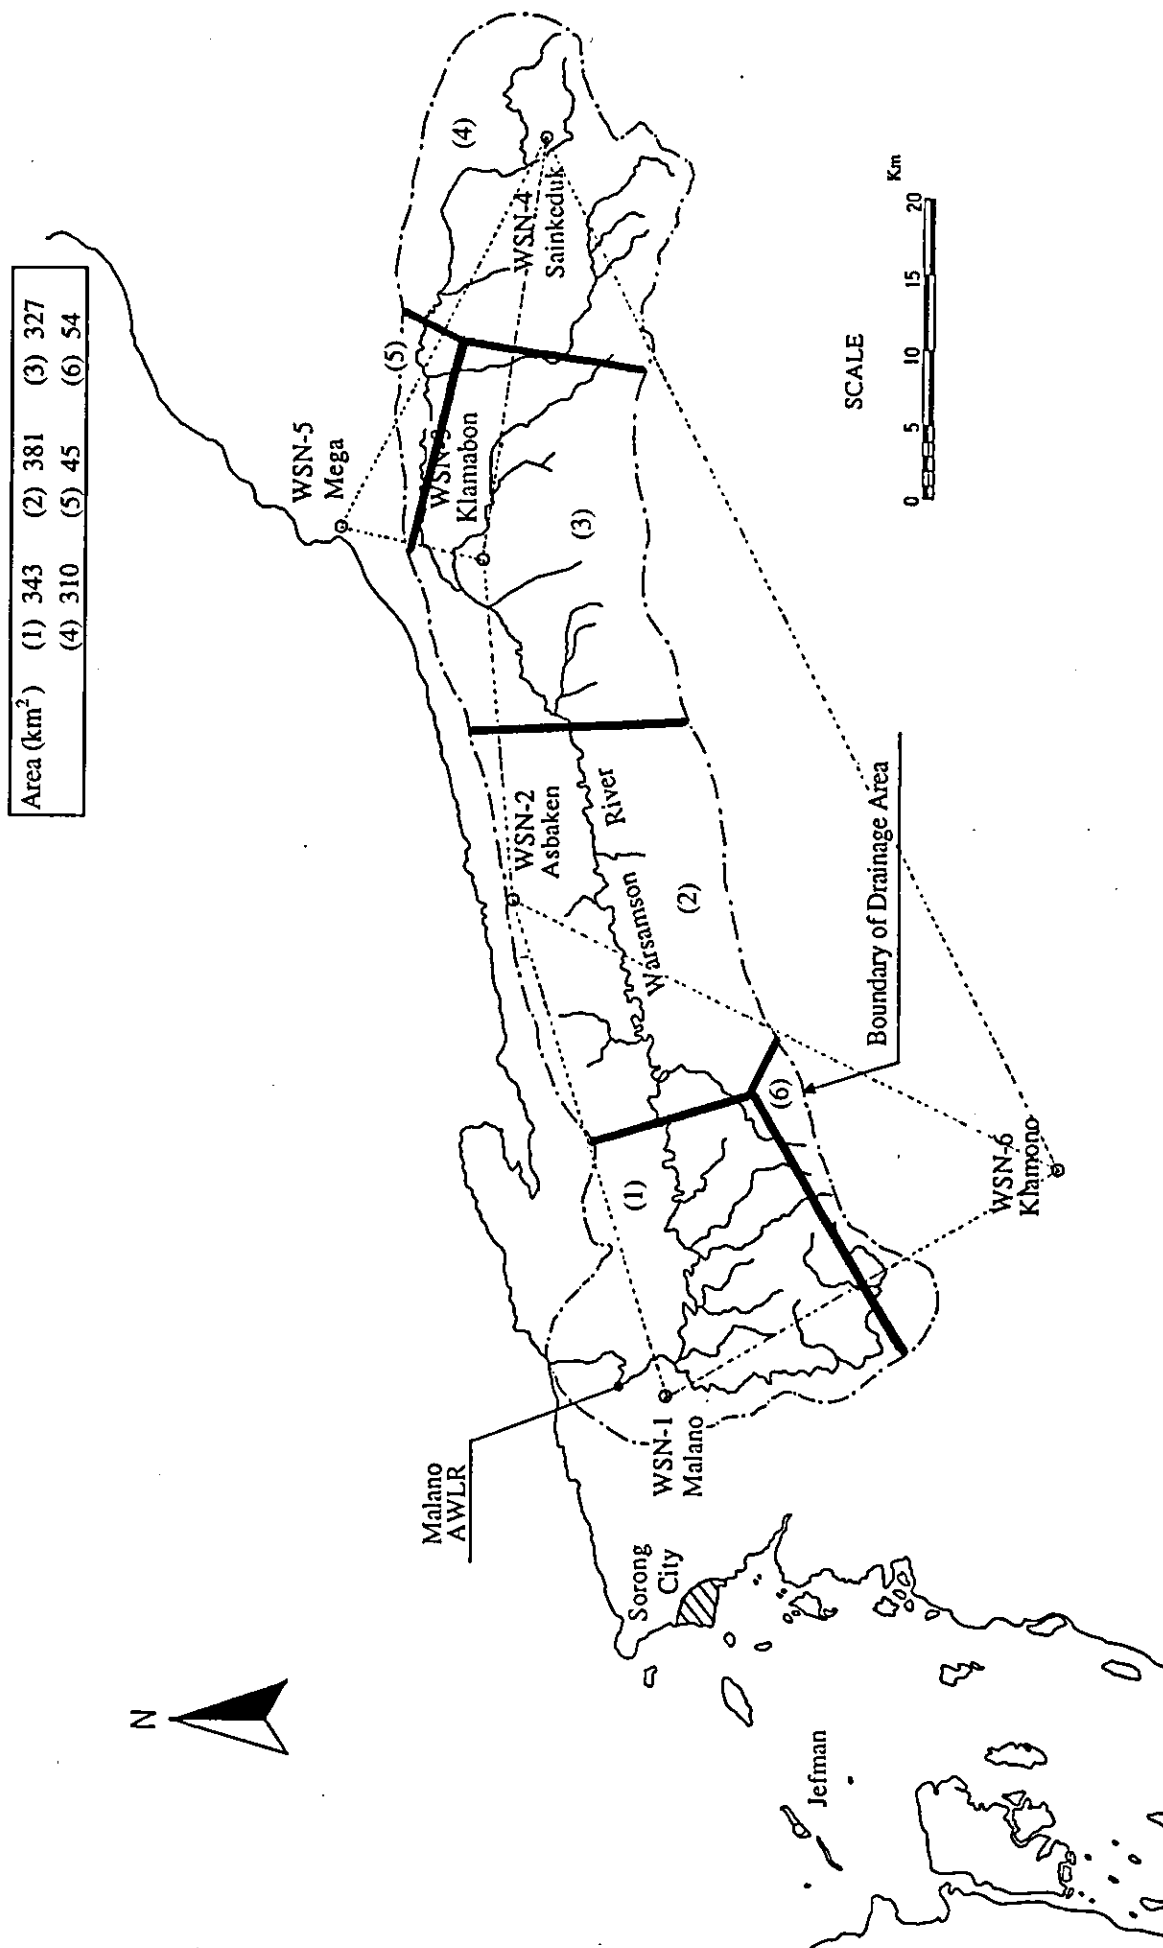 Area (km²) (1) 343 (2) 381 (3) 327
(4) 310 (5) 45 (6) 54
N
WSN-5
Mega
(4)
(5)
WSN-4
Sainkeduk
WSN-3
Klamabon
(3)
WSN-2
Asbaken
River
Warsamson
(2)
(1)
(6)
Malano
AWLR
WSN-1
Malano
Sorong
City
Jefman
WSN-6
Klamono
Boundary of Drainage Area
SCALE
0 5 10 15 20
Km